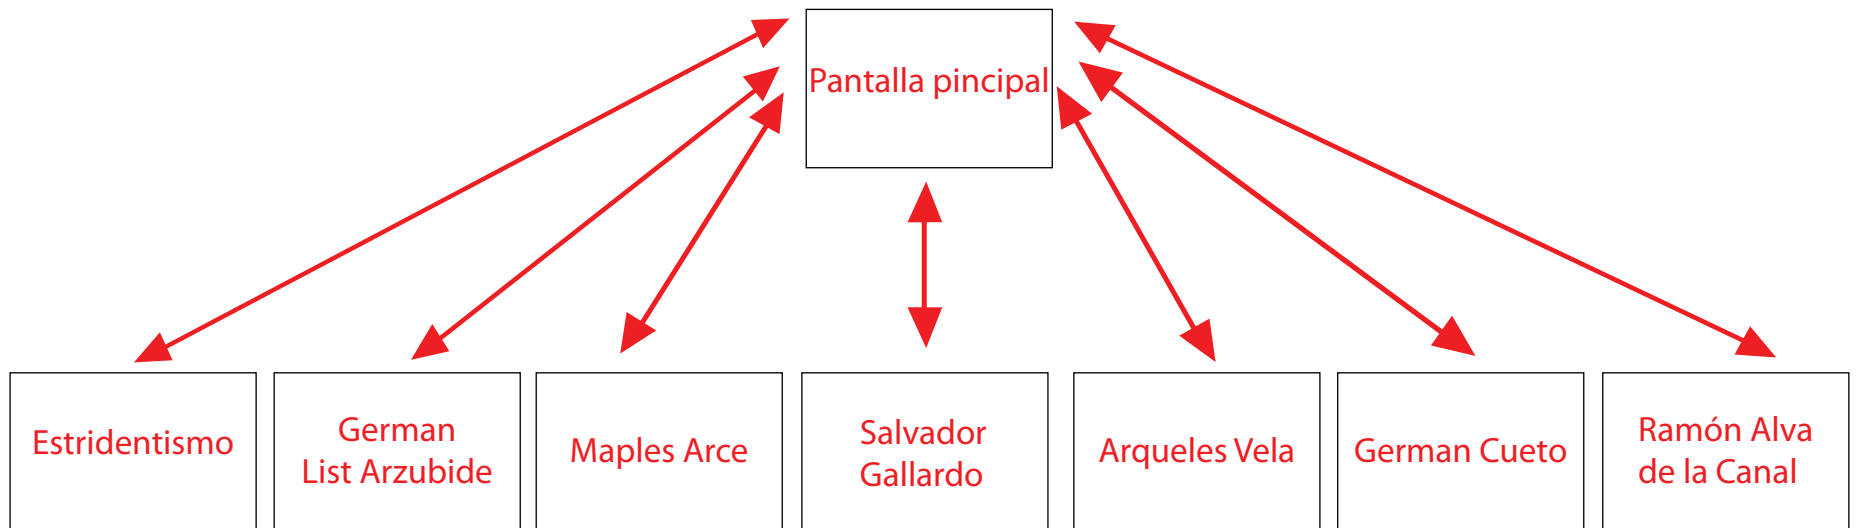 Pantalla pincipal
Estridentismo
German
List Arzubide
Maples Arce
Salvador
Gallardo
Arqueles Vela
German Cueto
Ramón Alva
de la Canal